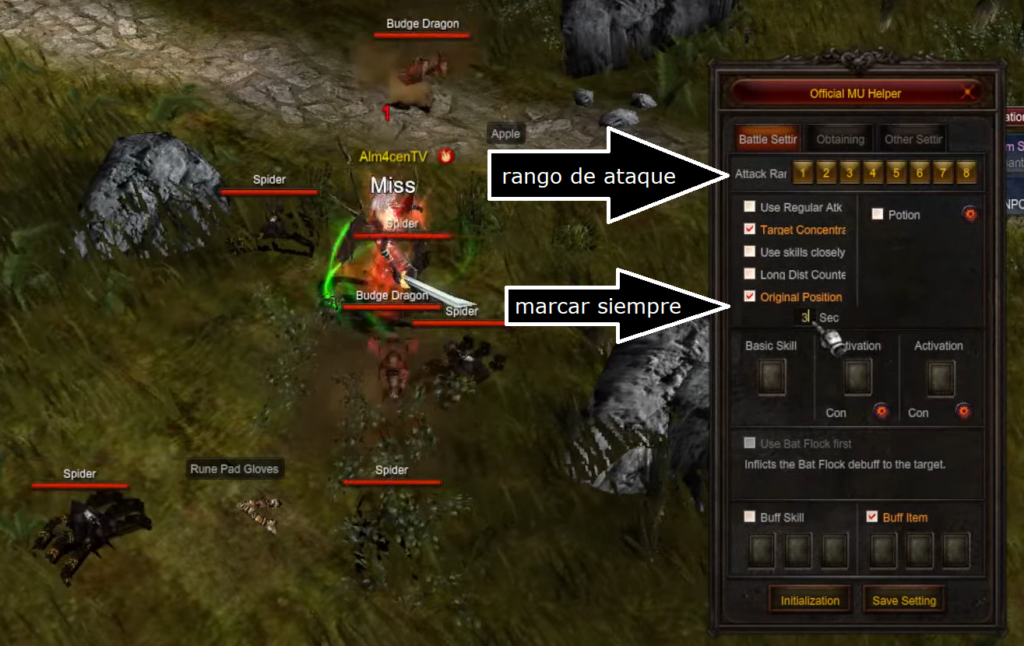 Budge Dragon
1
Apple
Alm4cenTV
Miss
Spider
Spider
Budge Dragon
Spider
Spider
Rune Pad Gloves
Spider
rango de ataque
marcar siempre
Official MU Helper
Battle Settir
Obtaining
Other Settir
Attack Rar 1 2 3 4 5 6 7 8
Use Regular Atk
Potion
Target Concentra
Use skills closely
Long Dist Counte
Original Position
3 Sec
Basic Skill
Activation
Con
Con
Use Bat Flock first
Inflicts the Bat Flock debuff to the target.
Buff Skill
Buff Item
Initialization
Save Setting